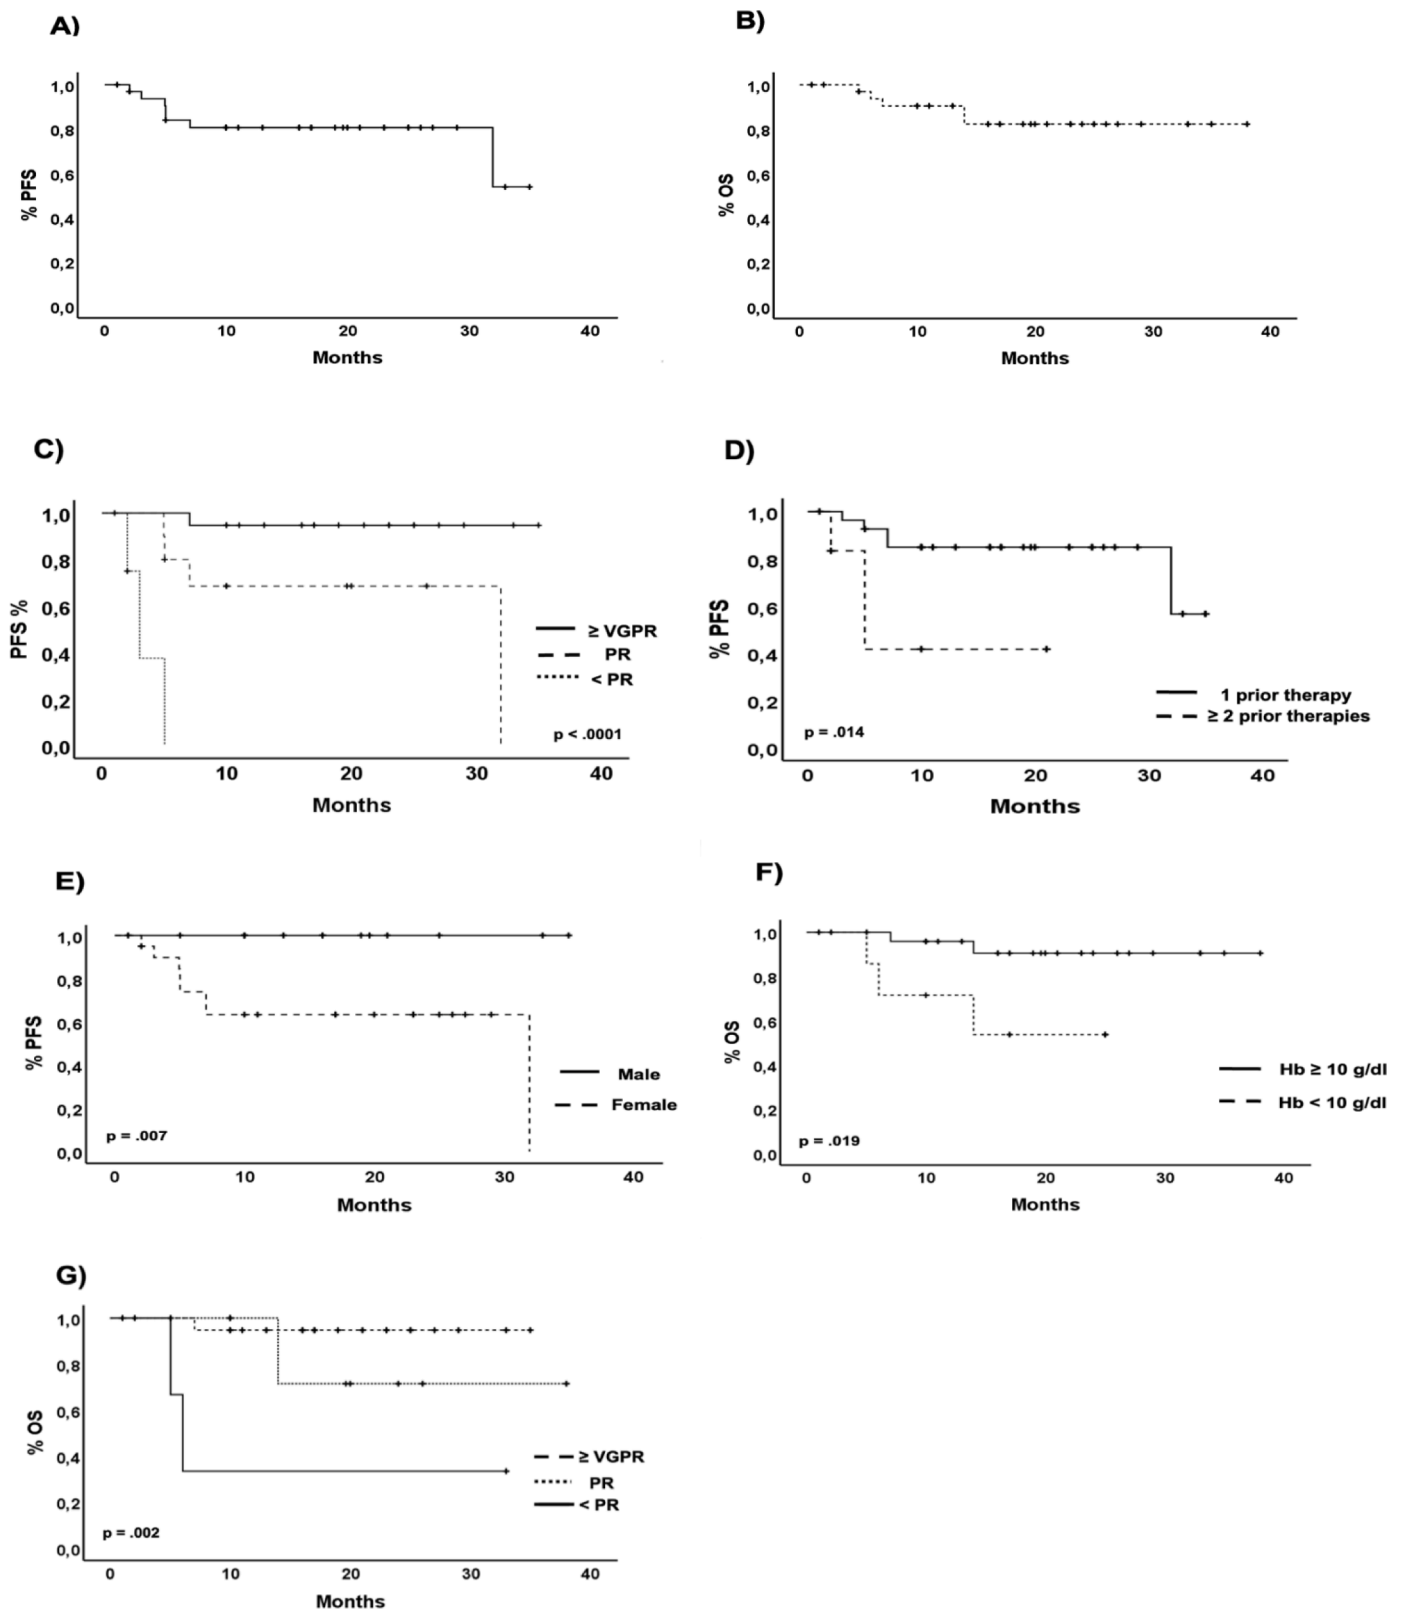 A)
% PFS
1,0
0,8
0,6
0,4
0,2
0,0
0 10 20 30 40
Months
B)
% OS
1,0
0,8
0,6
0,4
0,2
0,0
0 10 20 30 40
Months
C)
PFS %
1,0
0,8
0,6
0,4
0,2
0,0
≥ VGPR
PR
< PR
p < .0001
0 10 20 30 40
Months
D)
% PFS
1,0
0,8
0,6
0,4
0,2
0,0
1 prior therapy
≥ 2 prior therapies
p = .014
0 10 20 30 40
Months
E)
% PFS
1,0
0,8
0,6
0,4
0,2
0,0
Male
Female
p = .007
0 10 20 30 40
Months
F)
% OS
1,0
0,8
0,6
0,4
0,2
0,0
Hb ≥ 10 g/dl
Hb < 10 g/dl
p = .019
0 10 20 30 40
Months
G)
% OS
1,0
0,8
0,6
0,4
0,2
0,0
≥ VGPR
PR
< PR
p = .002
0 10 20 30 40
Months